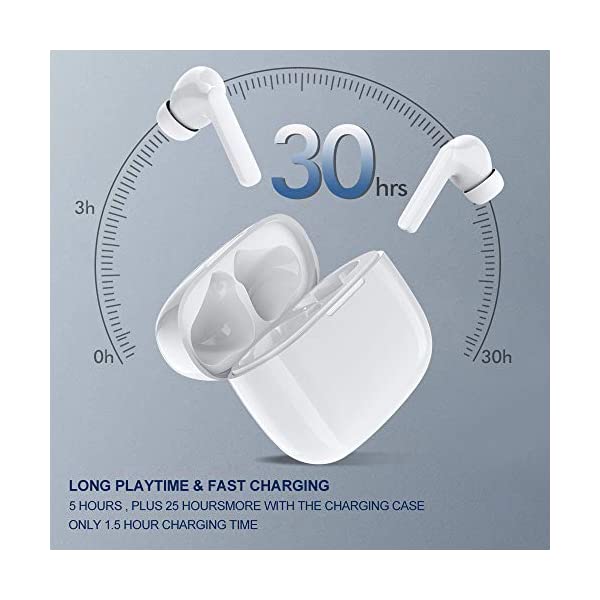 30hrs
3h
0h
30h
LONG PLAYTIME & FAST CHARGING
5 HOURS , PLUS 25 HOURSMORE WITH THE CHARGING CASE
ONLY 1.5 HOUR CHARGING TIME